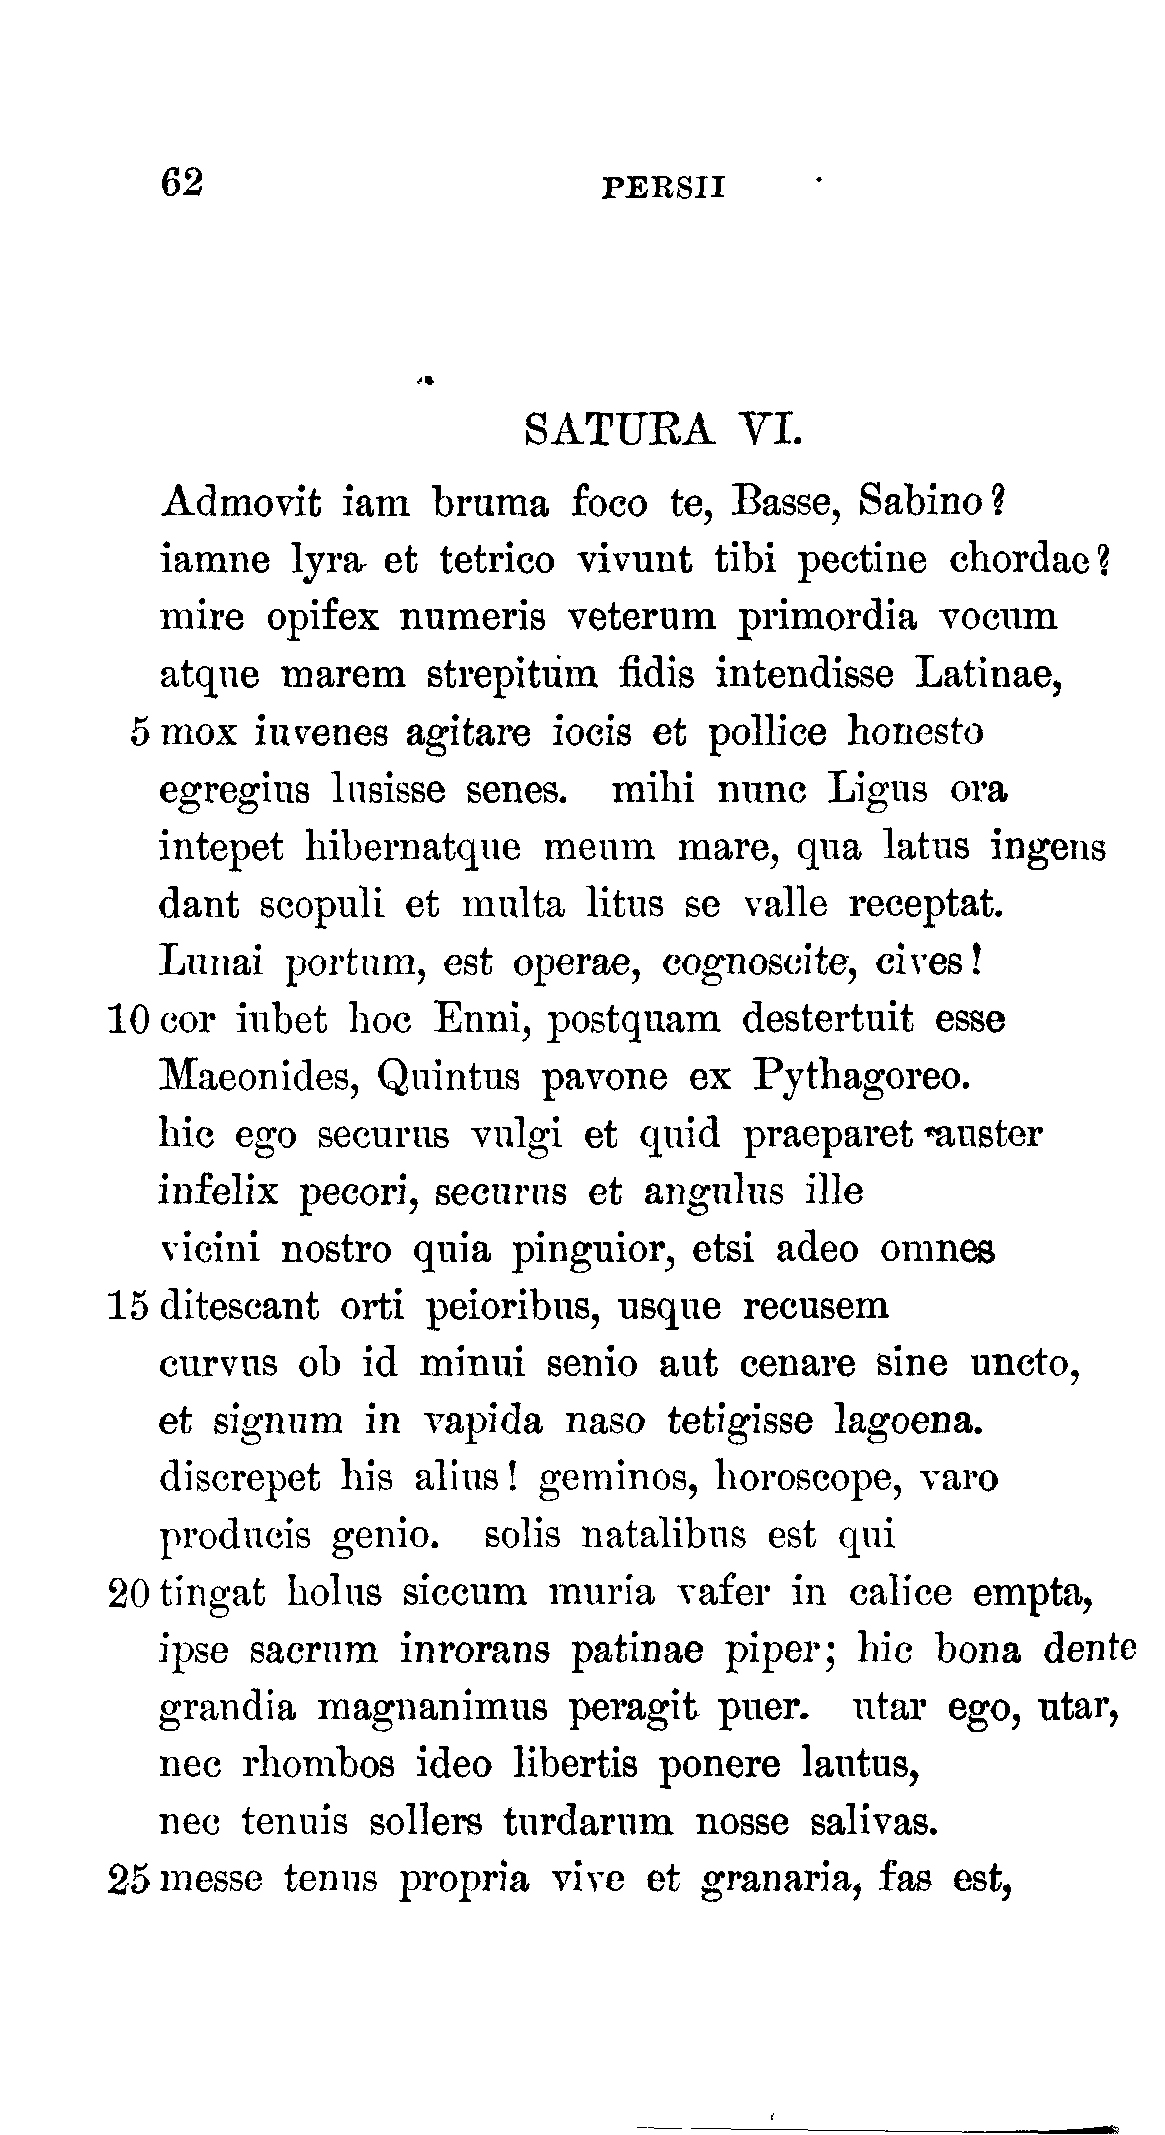 62 PERSII
SATURA VI.
Admovit iam bruma foco te, Basse, Sabino?
iamne lyra et tetrico vivunt tibi pectine chordae?
mire opifex numeris veterum primordia vocum
atque marem strepitum fidis intendisse Latinae,
5 mox iuvenes agitare iocis et pollice honesto
egregius lusisse senes. mihi nunc Ligus ora
intepet hibernatque meum mare, qua latus ingens
dant scopuli et multa litus se valle receptat.
Lunai portum, est operae, cognoscite, cives!
10 cor iubet hoc Enni, postquam destertuit esse
Maeonides, Quintus pavone ex Pythagoreo.
hic ego securus vulgi et quid praeparet auster
infelix pecori, securus et angulus ille
vicini nostro quia pinguior, etsi adeo omnes
15 ditescant orti peioribus, usque recusem
curvus ob id minui senio aut cenare sine uncto,
et signum in vapida naso tetigisse lagoena.
discrepet his alius! geminos, horoscope, varo
producis genio. solis natalibus est qui
20 tingat holus siccum muria vafer in calice empta,
ipse sacrum inrorans patinae piper; hic bona dente
grandia magnanimus peragit puer. utar ego, utar,
nec rhombos ideo libertis ponere lautus,
nec tenuis sollers turdarum nosse salivas.
25 messe tenus propria vive et granaria, fas est,